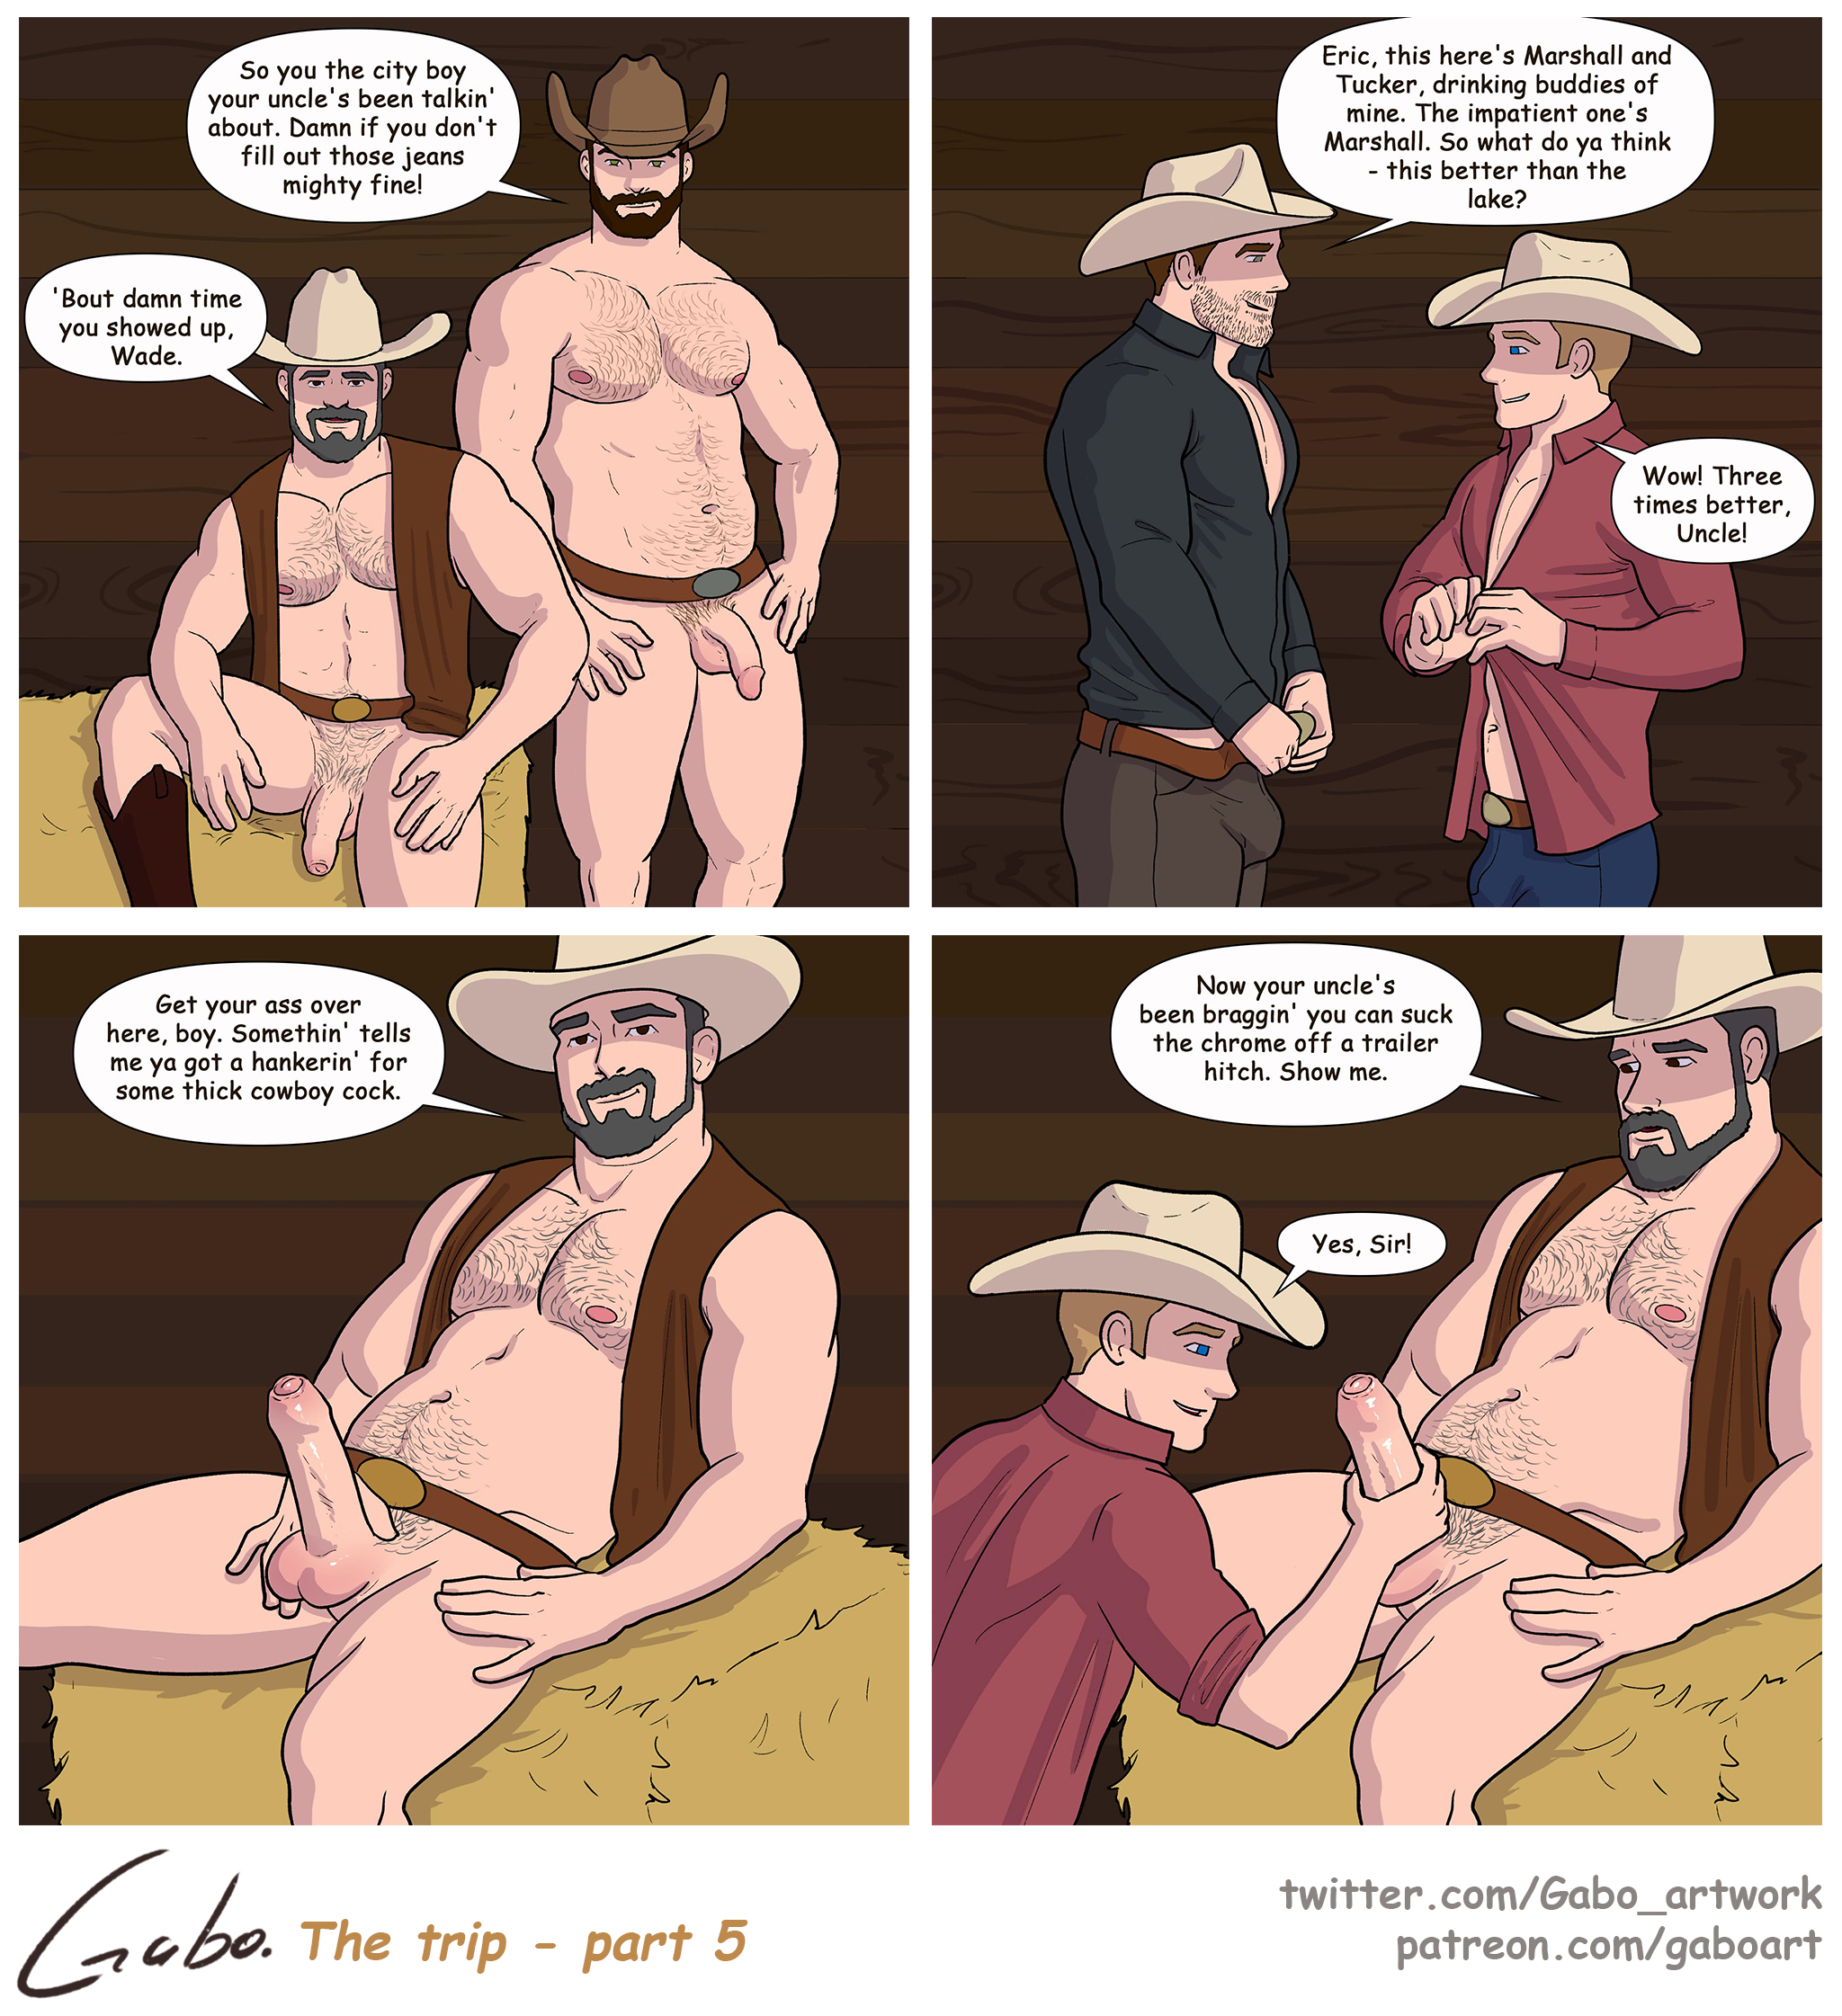 So you the city boy
your uncle's been talkin'
about. Damn if you don't
fill out those jeans
mighty fine!
'Bout damn time
you showed up,
Wade.
Eric, this here's Marshall and
Tucker, drinking buddies of
mine. The impatient one's
Marshall. So what do ya think
- this better than the
lake?
Wow! Three
times better,
Uncle!
Get your ass over
here, boy. Somethin' tells
me ya got a hankerin' for
some thick cowboy cock.
Now your uncle's
been braggin' you can suck
the chrome off a trailer
hitch. Show me.
Yes, Sir!
Gabo. The trip - part 5
twitter.com/Gabo_artwork
patreon.com/gaboart